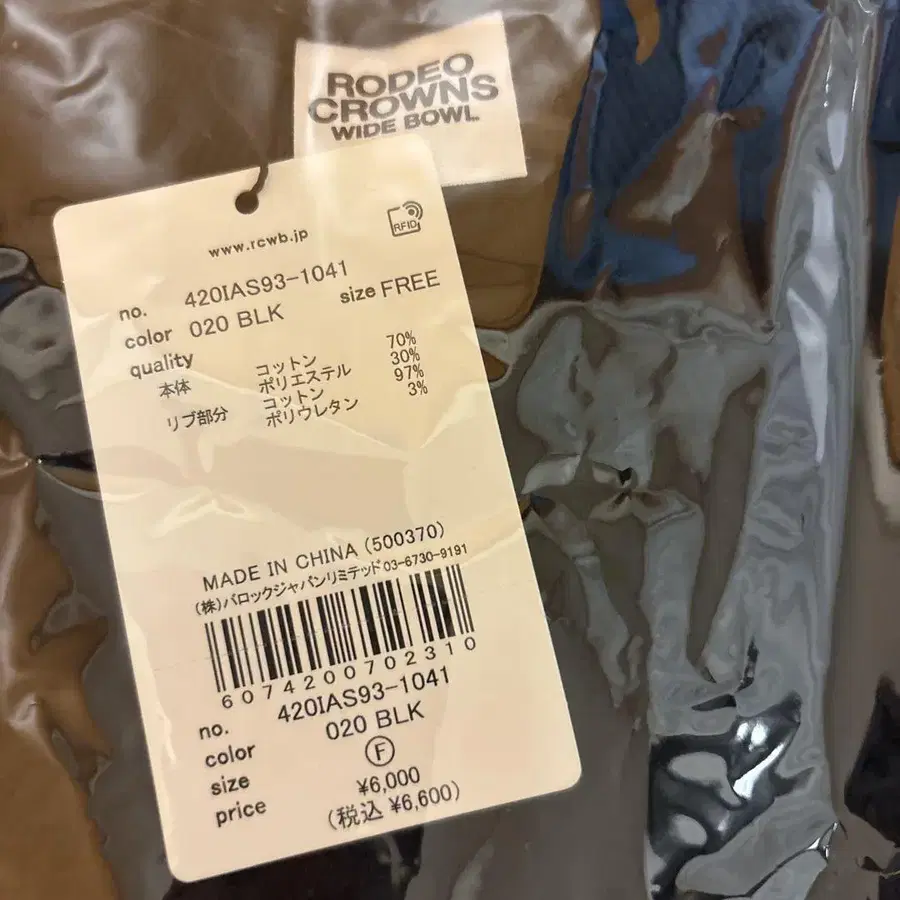 RODEO
CROWNS
WIDE BOWL
RFID
www.rcwb.jp
no. 420IAS93-1041
color 020 BLK size FREE
quality
本体 コットン 70%
ポリエステル 30%
リブ部分 コットン 97%
ポリウレタン 3%
MADE IN CHINA (500370)
(株)バロックジャパンリミテッド 03-6730-9191
6074200702310
no. 420IAS93-1041
color 020 BLK
size F
price ¥6,000
(税込 ¥6,600)